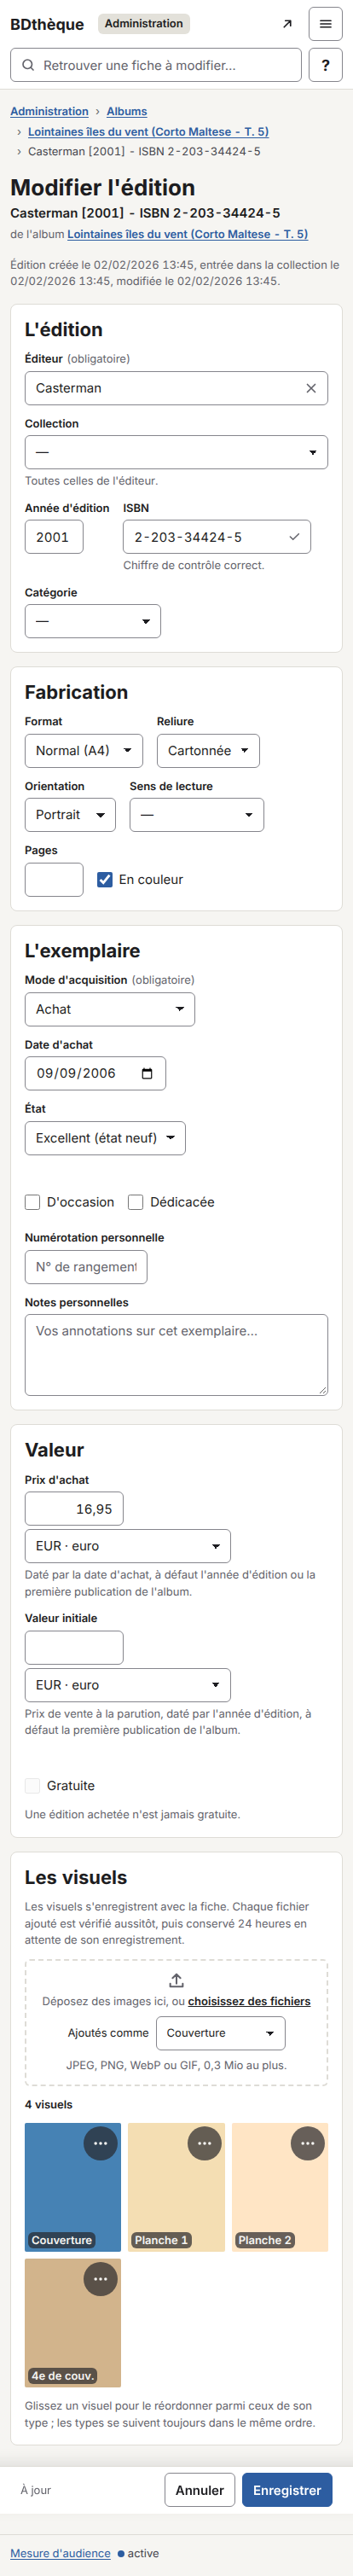 BDthèque Administration
Retrouver une fiche à modifier... ?
Administration › Albums
› Lointaines îles du vent (Corto Maltese - T. 5)
› Casterman [2001] - ISBN 2-203-34424-5
Modifier l'édition
Casterman [2001] - ISBN 2-203-34424-5
de l'album Lointaines îles du vent (Corto Maltese - T. 5)
Édition créée le 02/02/2026 13:45, entrée dans la collection le
02/02/2026 13:45, modifiée le 02/02/2026 13:45.
L'édition
Éditeur (obligatoire)
Casterman
Collection
—
Toutes celles de l'éditeur.
Année d'édition ISBN
2001 2-203-34424-5
Chiffre de contrôle correct.
Catégorie
—
Fabrication
Format Reliure
Normal (A4) Cartonnée
Orientation Sens de lecture
Portrait —
Pages
En couleur
L'exemplaire
Mode d'acquisition (obligatoire)
Achat
Date d'achat
09/09/2006
État
Excellent (état neuf)
D'occasion Dédicacée
Numérotation personnelle
N° de rangement
Notes personnelles
Vos annotations sur cet exemplaire...
Valeur
Prix d'achat
16,95
EUR · euro
Daté par la date d'achat, à défaut l'année d'édition ou la
première publication de l'album.
Valeur initiale
EUR · euro
Prix de vente à la parution, daté par l'année d'édition, à
défaut la première publication de l'album.
Gratuite
Une édition achetée n'est jamais gratuite.
Les visuels
Les visuels s'enregistrent avec la fiche. Chaque fichier
ajouté est vérifié aussitôt, puis conservé 24 heures en
attente de son enregistrement.
Déposez des images ici, ou choisissez des fichiers
Ajoutés comme Couverture
JPEG, PNG, WebP ou GIF, 0,3 Mio au plus.
4 visuels
Couverture Planche 1 Planche 2
4e de couv.
Glissez un visuel pour le réordonner parmi ceux de son
type ; les types se suivent toujours dans le même ordre.
À jour Annuler Enregistrer
Mesure d'audience active